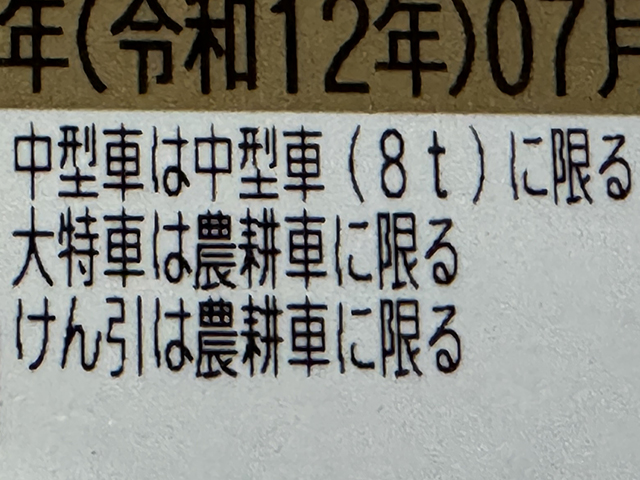 年(令和12年)07月
中型車は中型車(8t)に限る
大特車は農耕車に限る
けん引は農耕車に限る